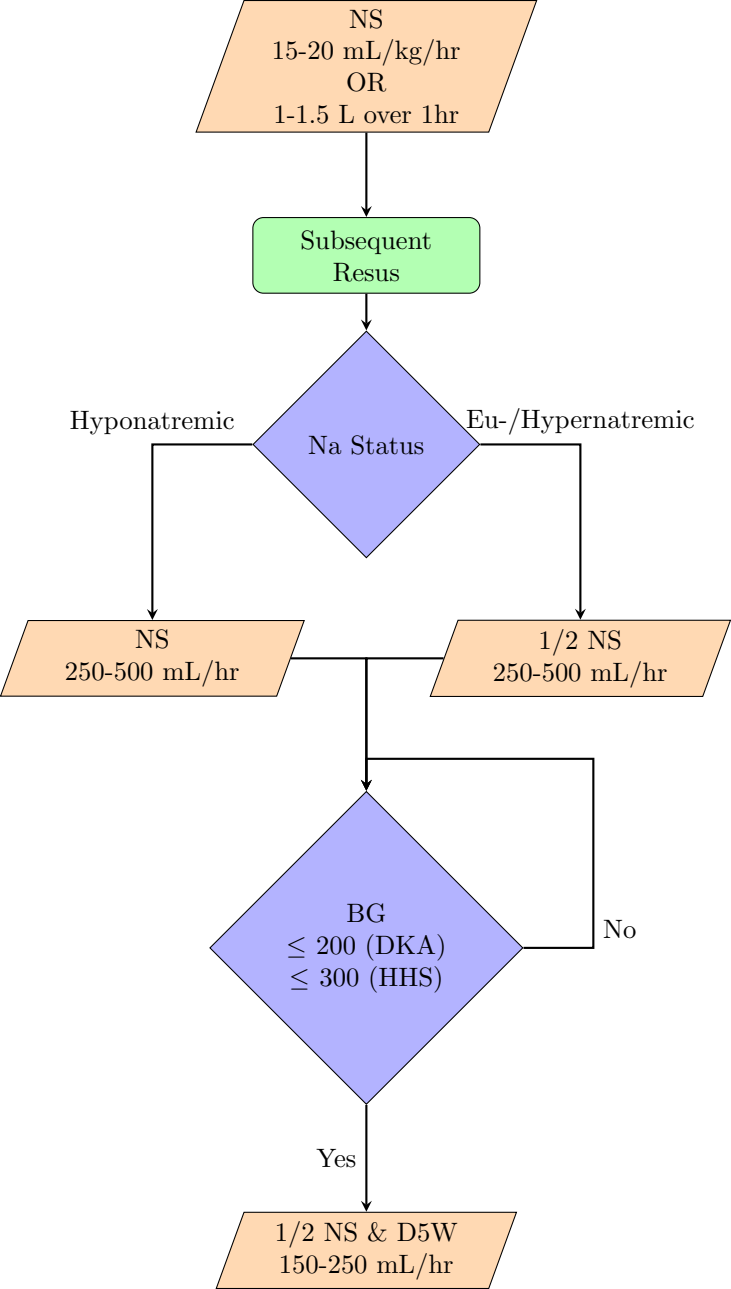 NS
15-20 mL/kg/hr
OR
1-1.5 L over 1hr
Subsequent
Resus
Hyponatremic
Eu-/Hypernatremic
Na Status
NS
250-500 mL/hr
1/2 NS
250-500 mL/hr
BG
≤ 200 (DKA)
≤ 300 (HHS)
No
Yes
1/2 NS & D5W
150-250 mL/hr